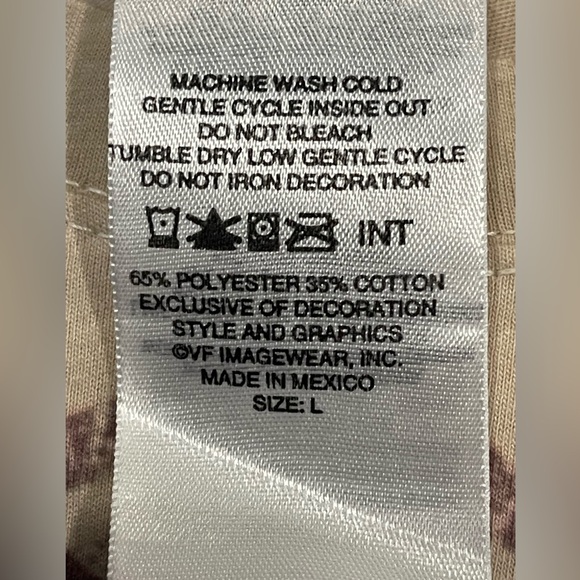 MACHINE WASH COLD
GENTLE CYCLE INSIDE OUT
DO NOT BLEACH
TUMBLE DRY LOW GENTLE CYCLE
DO NOT IRON DECORATION
INT
65% POLYESTER 35% COTTON
EXCLUSIVE OF DECORATION
STYLE AND GRAPHICS
©VF IMAGEWEAR, INC.
MADE IN MEXICO
SIZE: L